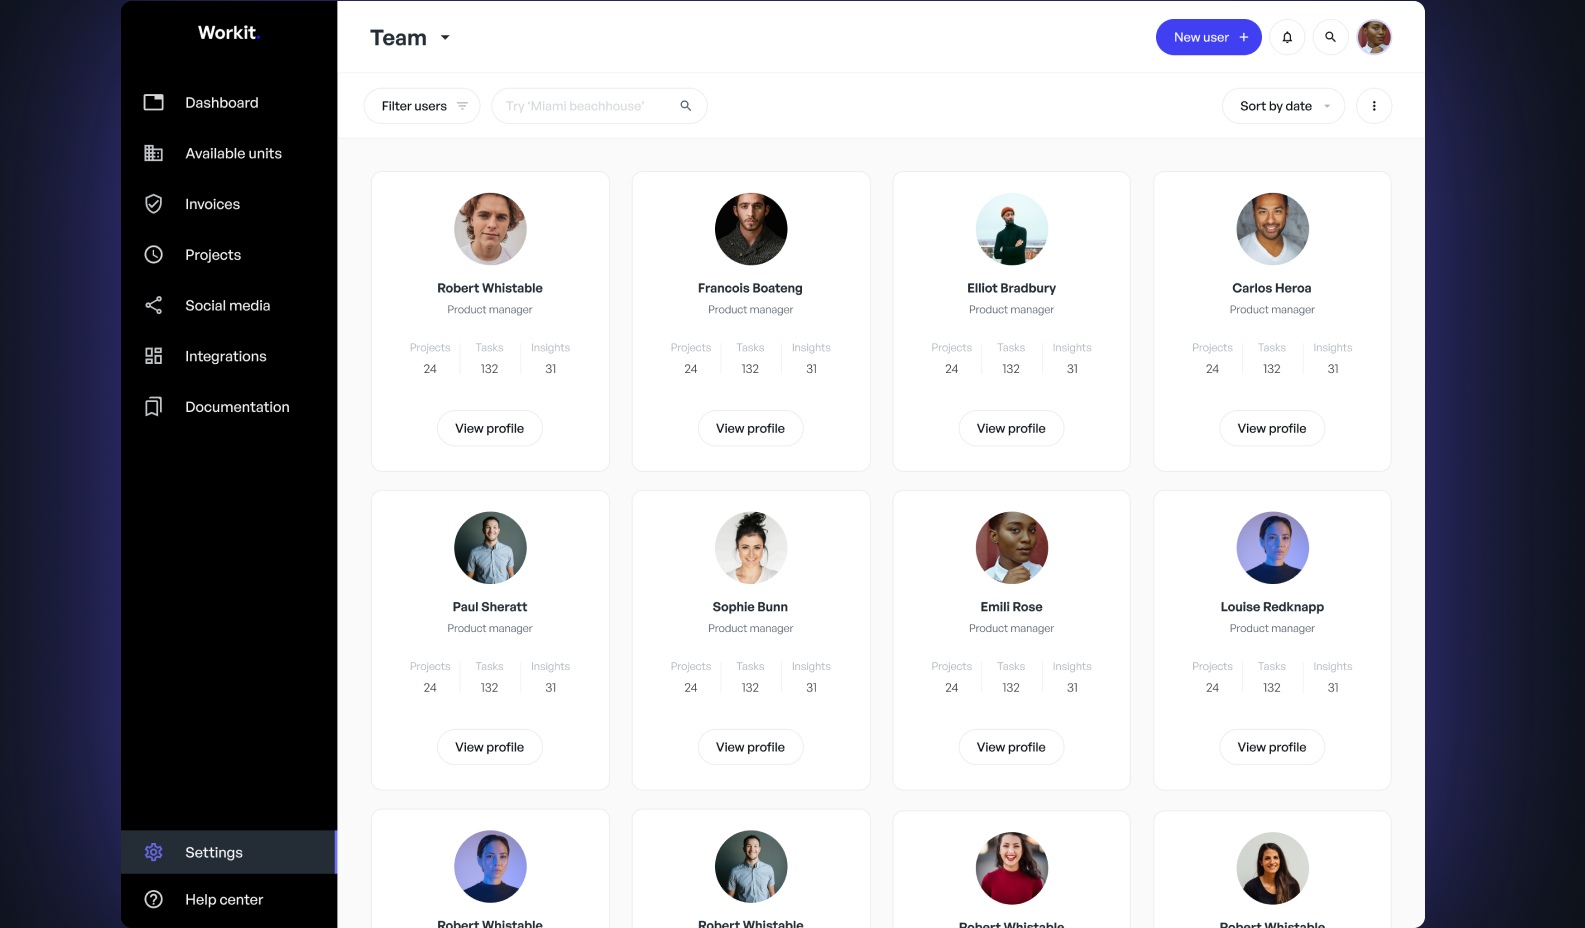 Workit.
Dashboard
Available units
Invoices
Projects
Social media
Integrations
Documentation
Settings
Help center
Team
New user +
Filter users
Try ‘Miami beachhouse’
Sort by date
Robert Whistable
Product manager
Projects Tasks Insights
24 132 31
View profile
Francois Boateng
Product manager
Projects Tasks Insights
24 132 31
View profile
Elliot Bradbury
Product manager
Projects Tasks Insights
24 132 31
View profile
Carlos Heroa
Product manager
Projects Tasks Insights
24 132 31
View profile
Paul Sheratt
Product manager
Projects Tasks Insights
24 132 31
View profile
Sophie Bunn
Product manager
Projects Tasks Insights
24 132 31
View profile
Emili Rose
Product manager
Projects Tasks Insights
24 132 31
View profile
Louise Redknapp
Product manager
Projects Tasks Insights
24 132 31
View profile
Robert Whistable
Robert Whistable
Robert Whistable
Robert Whistable